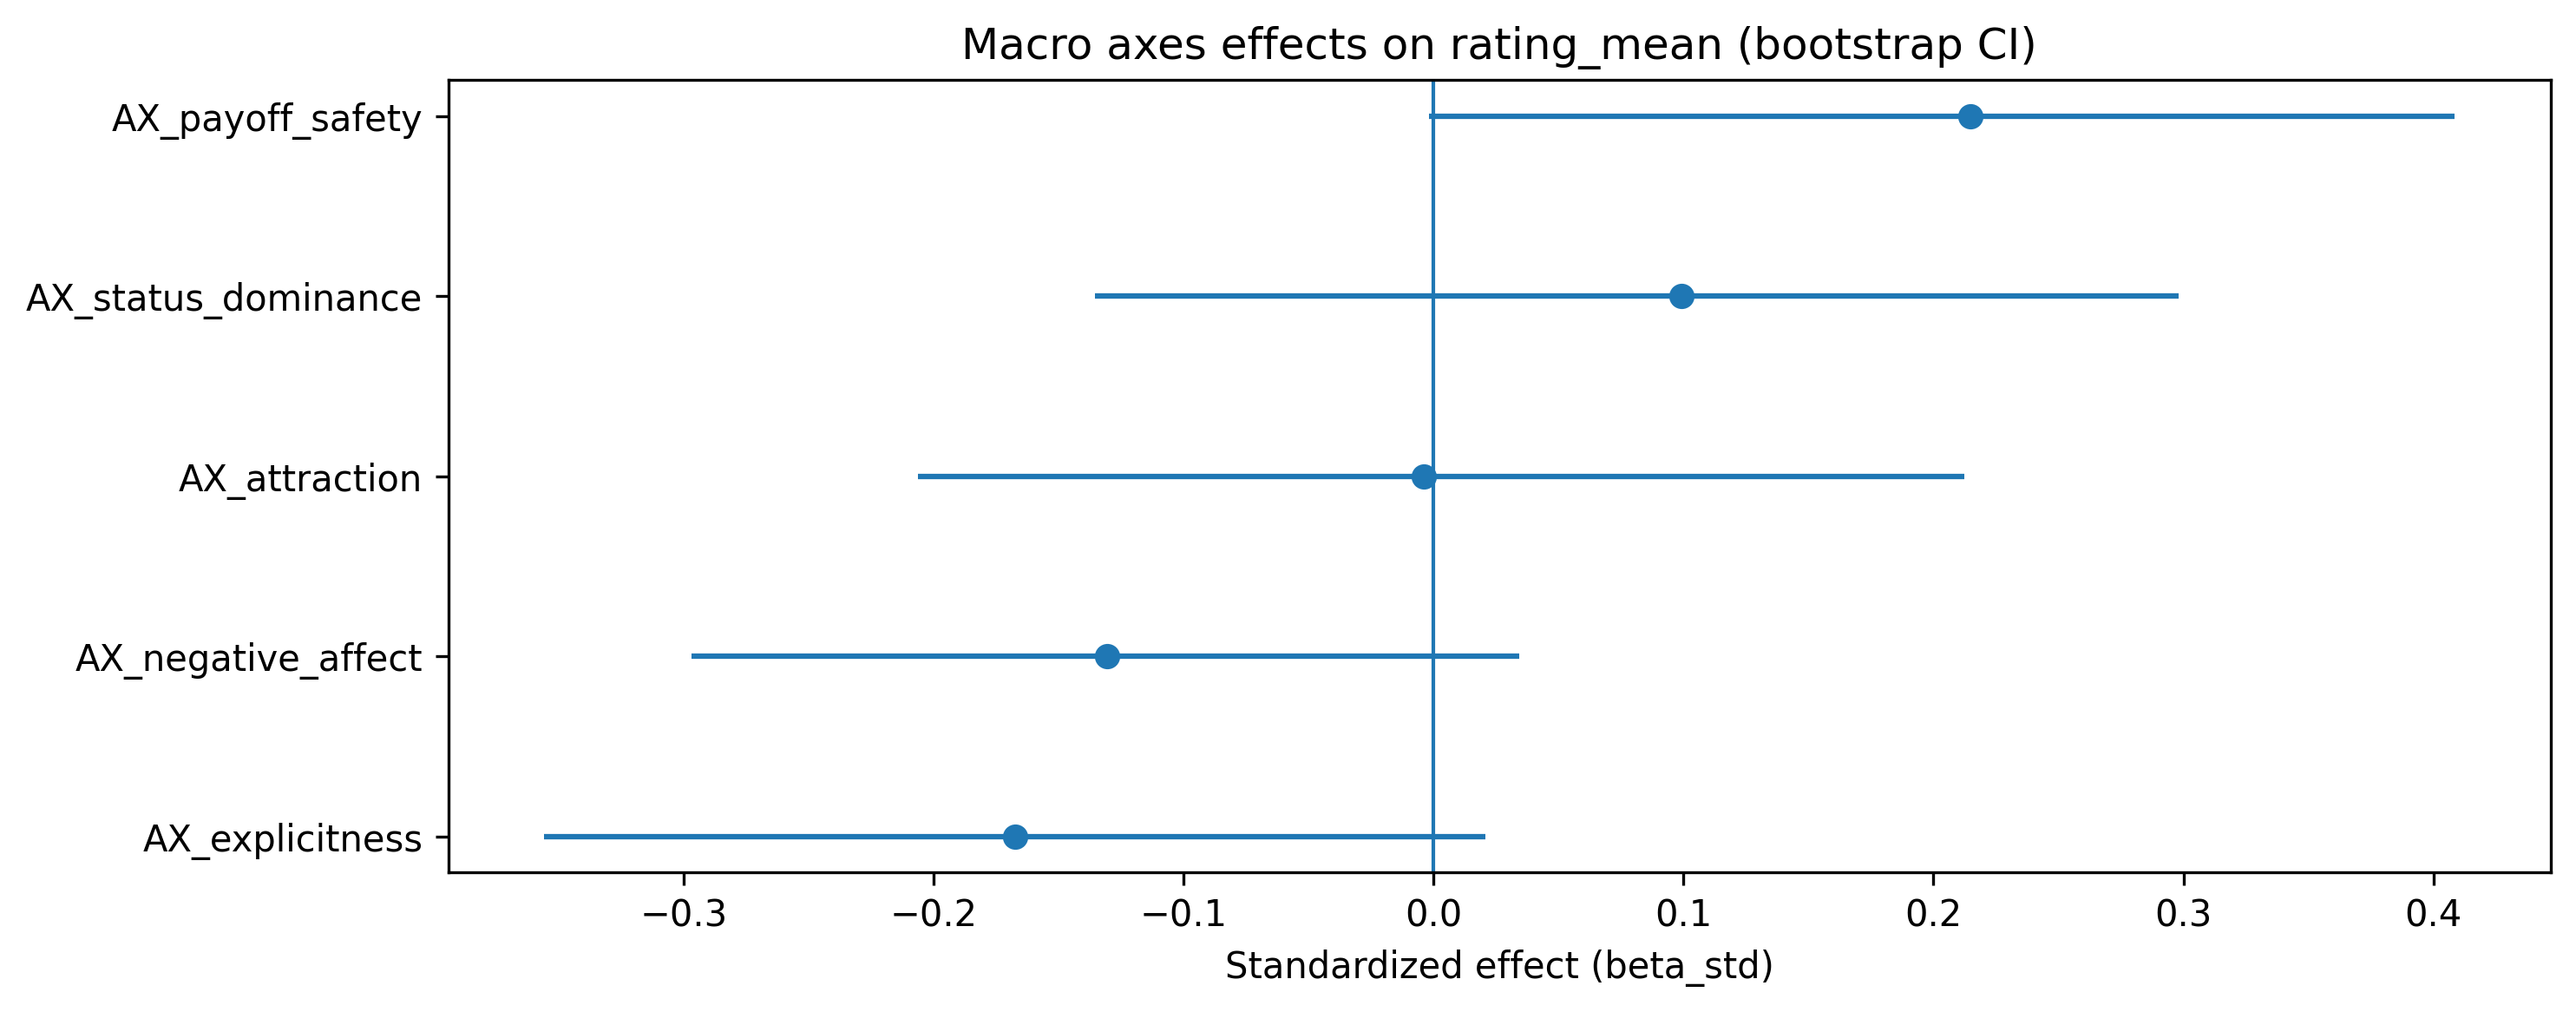 Macro axes effects on rating_mean (bootstrap CI)
AX_payoff_safety
AX_status_dominance
AX_attraction
AX_negative_affect
AX_explicitness
−0.3 −0.2 −0.1 0.0 0.1 0.2 0.3 0.4
Standardized effect (beta_std)